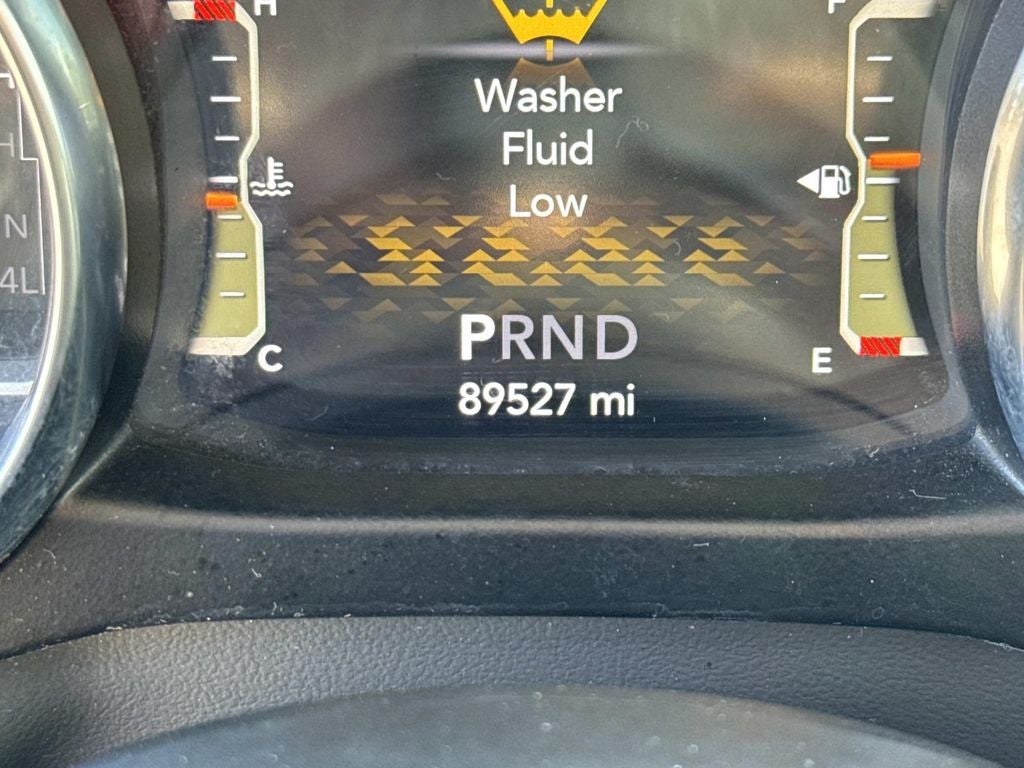 H
F
Washer
Fluid
Low
H
N
4L
PRND
C
E
89527 mi